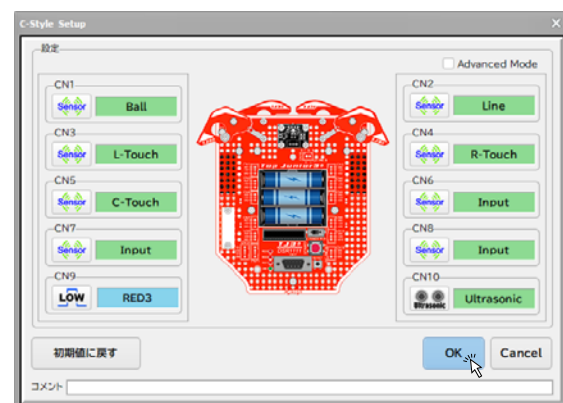 C-Style Setup
設定
Advanced Mode
CN1
Sensor Ball
CN2
Sensor Line
CN3
Sensor L-Touch
CN4
Sensor R-Touch
CN5
Sensor C-Touch
CN6
Sensor Input
CN7
Sensor Input
CN8
Sensor Input
CN9
LOW RED3
CN10
Ultrasonic Ultrasonic
初期値に戻す
OK
Cancel
コメント